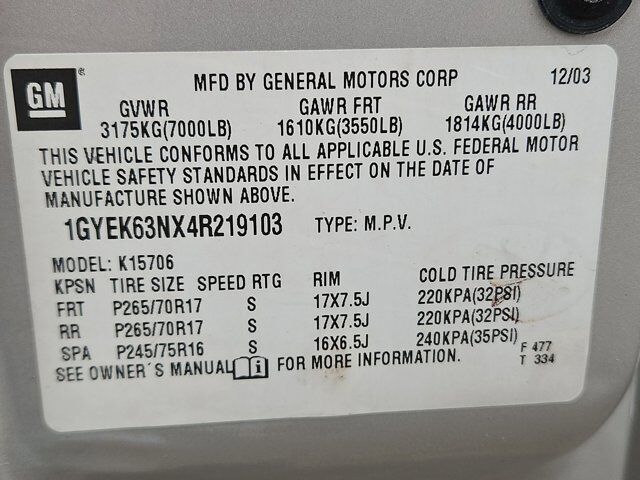 GM ®
MFD BY GENERAL MOTORS CORP 12/03
GVWR GAWR FRT GAWR RR
3175KG(7000LB) 1610KG(3550LB) 1814KG(4000LB)
THIS VEHICLE CONFORMS TO ALL APPLICABLE U.S. FEDERAL MOTOR
VEHICLE SAFETY STANDARDS IN EFFECT ON THE DATE OF
MANUFACTURE SHOWN ABOVE.
1GYEK63NX4R219103 TYPE: M.P.V.
MODEL: K15706
KPSN TIRE SIZE SPEED RTG RIM COLD TIRE PRESSURE
FRT P265/70R17 S 17X7.5J 220KPA(32PSI)
RR P265/70R17 S 17X7.5J 220KPA(32PSI)
SPA P245/75R16 S 16X6.5J 240KPA(35PSI)
F 477
T 334
SEE OWNER´S MANUAL i FOR MORE INFORMATION.